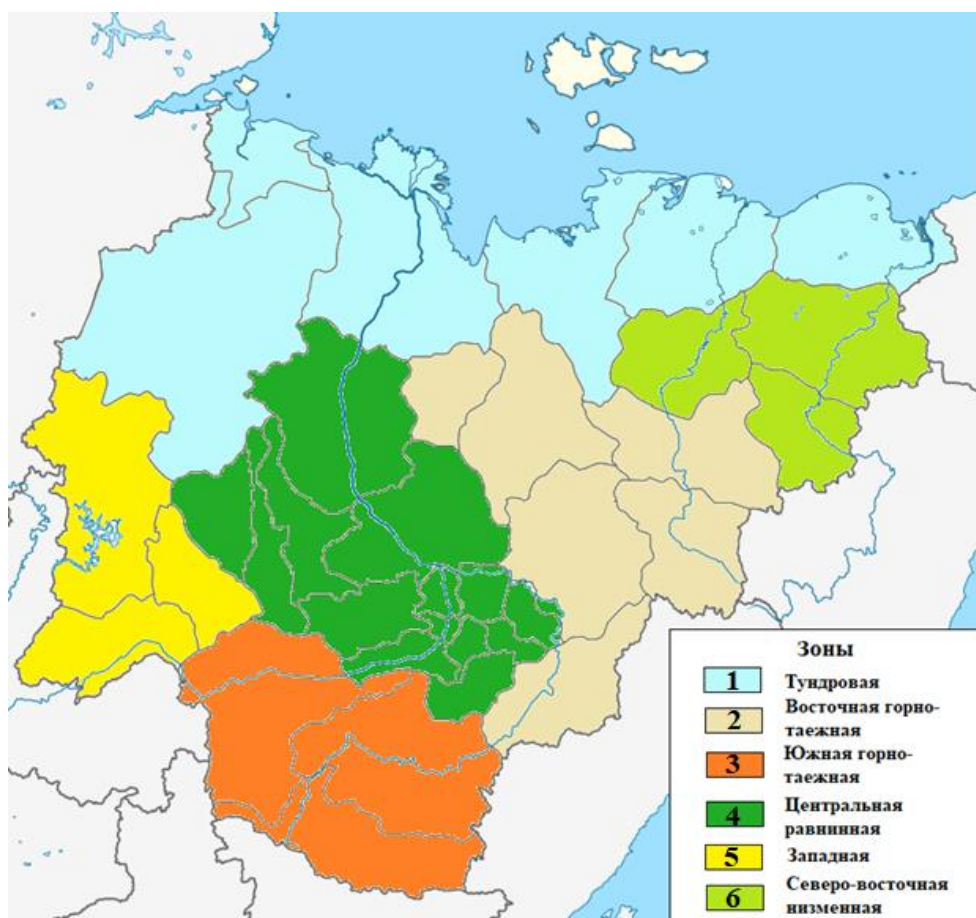 Зоны
1 Тундровая
2 Восточная горно-
таежная
3 Южная горно-
таежная
4 Центральная
равнинная
5 Западная
6 Северо-восточная
низменная